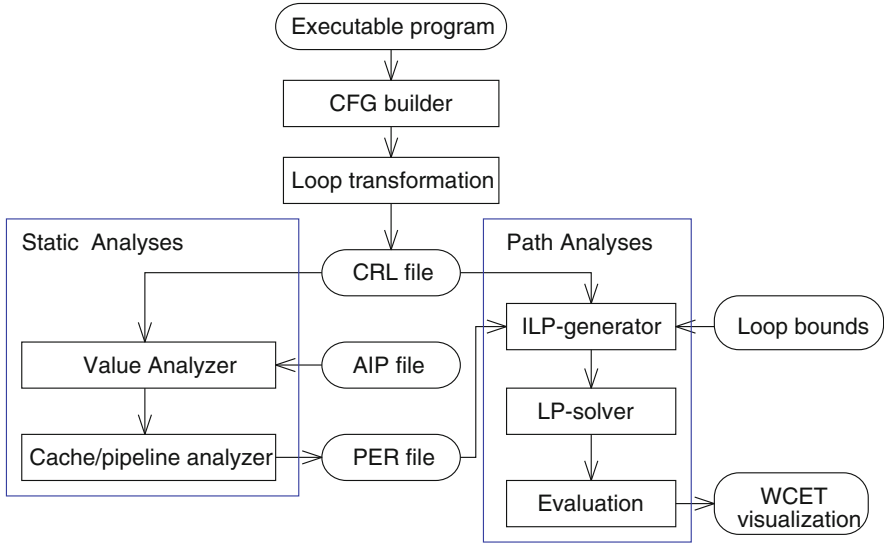 Executable program
CFG builder
Loop transformation
Static Analyses
Path Analyses
CRL file
ILP-generator
Loop bounds
Value Analyzer
AIP file
LP-solver
Cache/pipeline analyzer
PER file
Evaluation
WCET
visualization